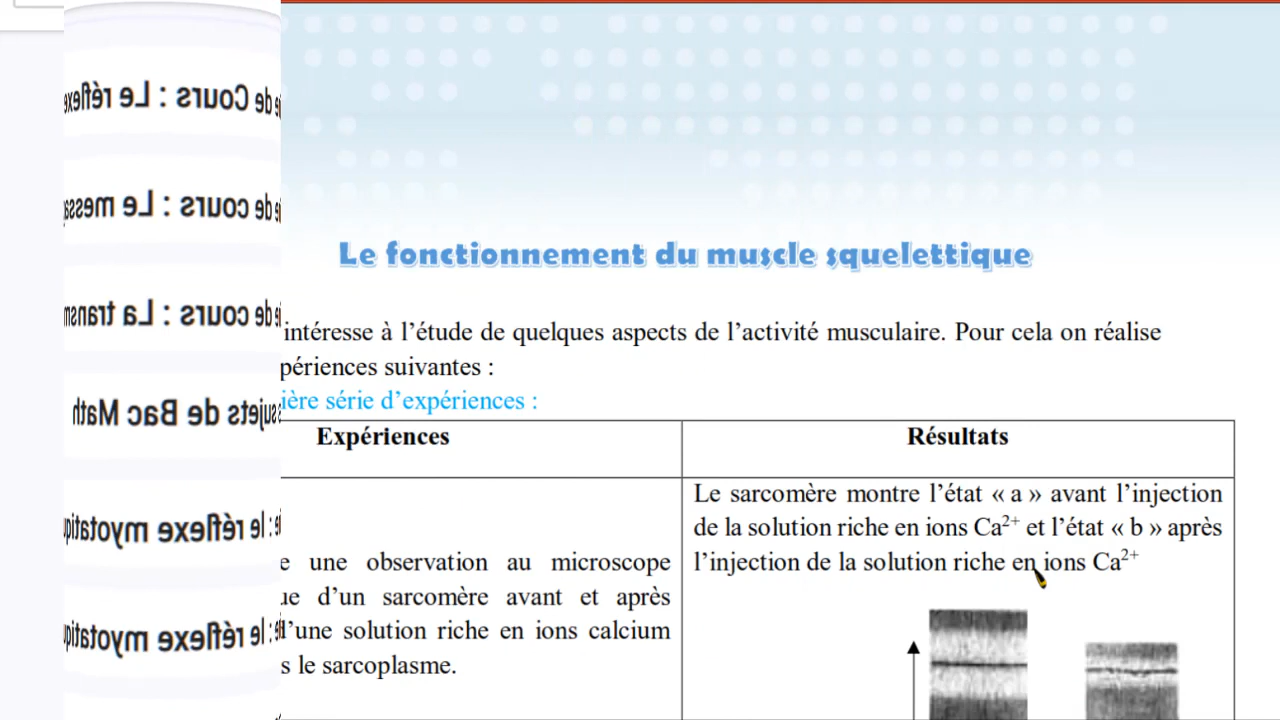 de Cours : Le réflexe
de cours : Le messa
de cours : La transm
sujets de Bac Math
: le réflexe myotatiq
: le réflexe myotatiq
Le fonctionnement du muscle squelettique
intéresse à l’étude de quelques aspects de l’activité musculaire. Pour cela on réalise
périences suivantes :
ière série d’expériences :
Expériences
Résultats
e une observation au microscope
ue d’un sarcomère avant et après
d’une solution riche en ions calcium
s le sarcoplasme.
Le sarcomère montre l’état « a » avant l’injection
de la solution riche en ions Ca2+ et l’état « b » après
l’injection de la solution riche en ions Ca2+